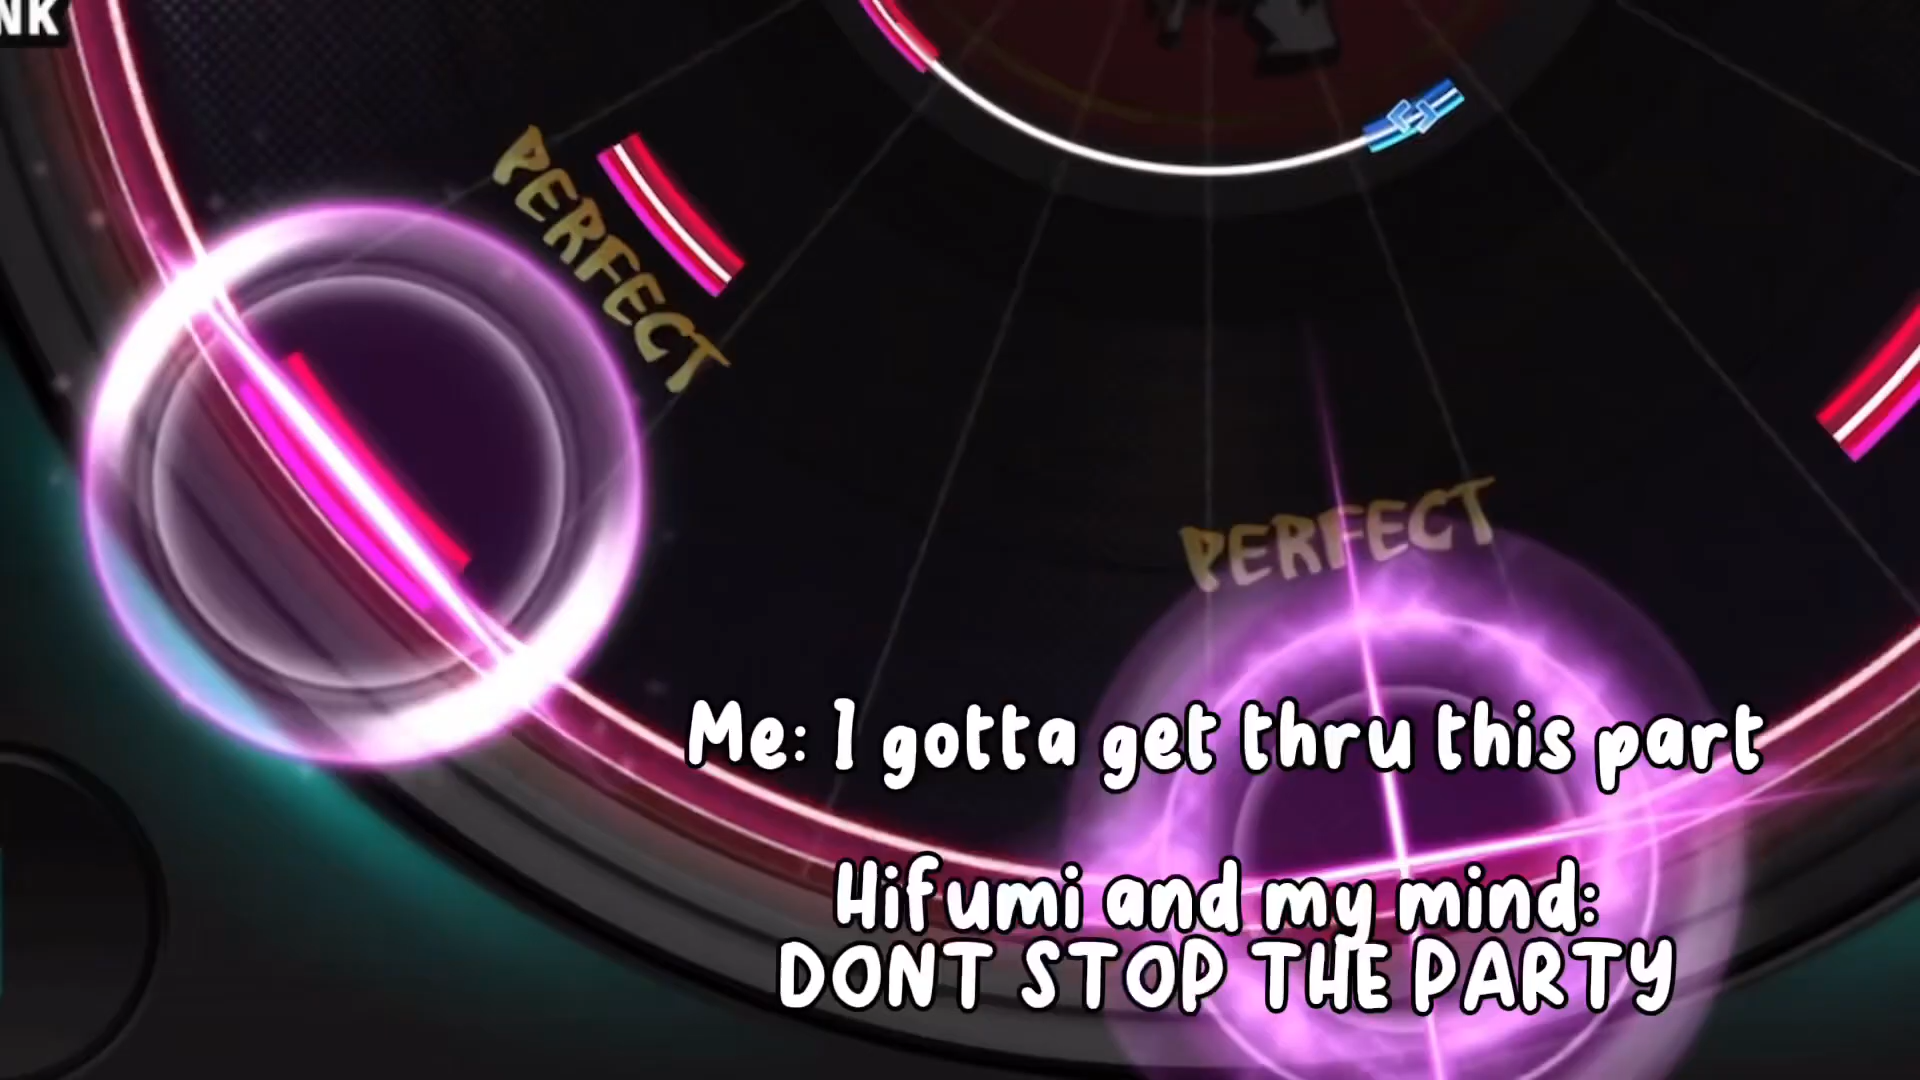 NK
PERFECT
PERFECT
Me: I gotta get thru this part
Hifumi and my mind:
DONT STOP THE PARTY